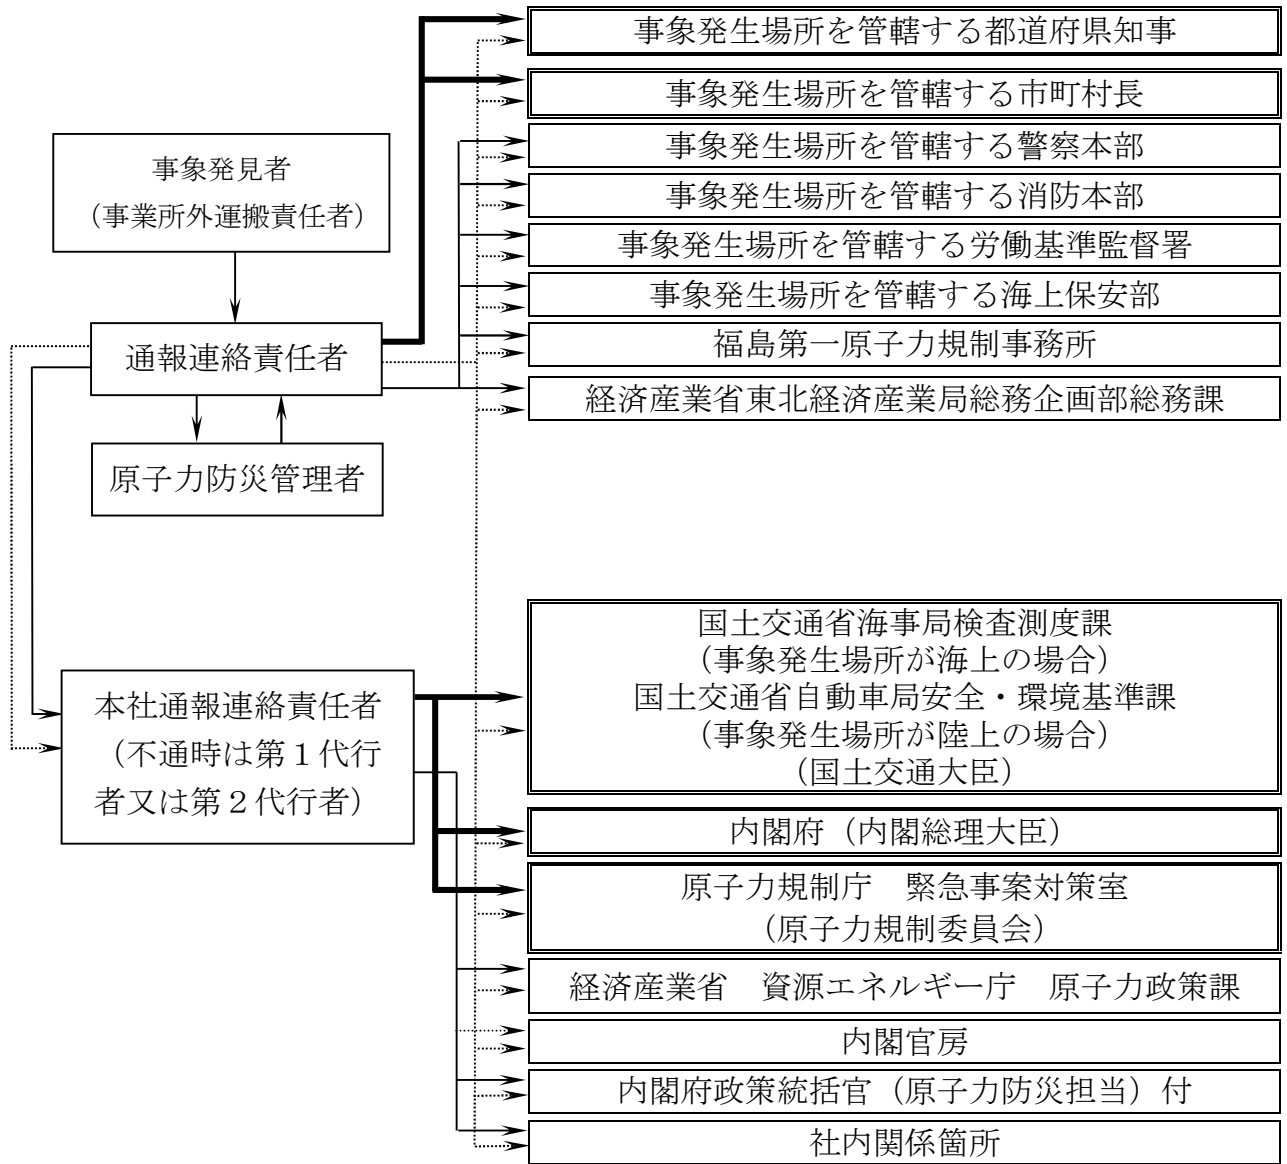 事象発生場所を管轄する都道府県知事
事象発生場所を管轄する市町村長
事象発見者
（事業所外運搬責任者）
事象発生場所を管轄する警察本部
事象発生場所を管轄する消防本部
事象発生場所を管轄する労働基準監督署
事象発生場所を管轄する海上保安部
通報連絡責任者
福島第一原子力規制事務所
経済産業省東北経済産業局総務企画部総務課
原子力防災管理者
国土交通省海事局検査測度課
（事象発生場所が海上の場合）
国土交通省自動車局安全・環境基準課
（事象発生場所が陸上の場合）
（国土交通大臣）
本社通報連絡責任者
（不通時は第１代行
者又は第２代行者）
内閣府（内閣総理大臣）
原子力規制庁　緊急事案対策室
（原子力規制委員会）
経済産業省　資源エネルギー庁　原子力政策課
内閣官房
内閣府政策統括官（原子力防災担当）付
社内関係箇所